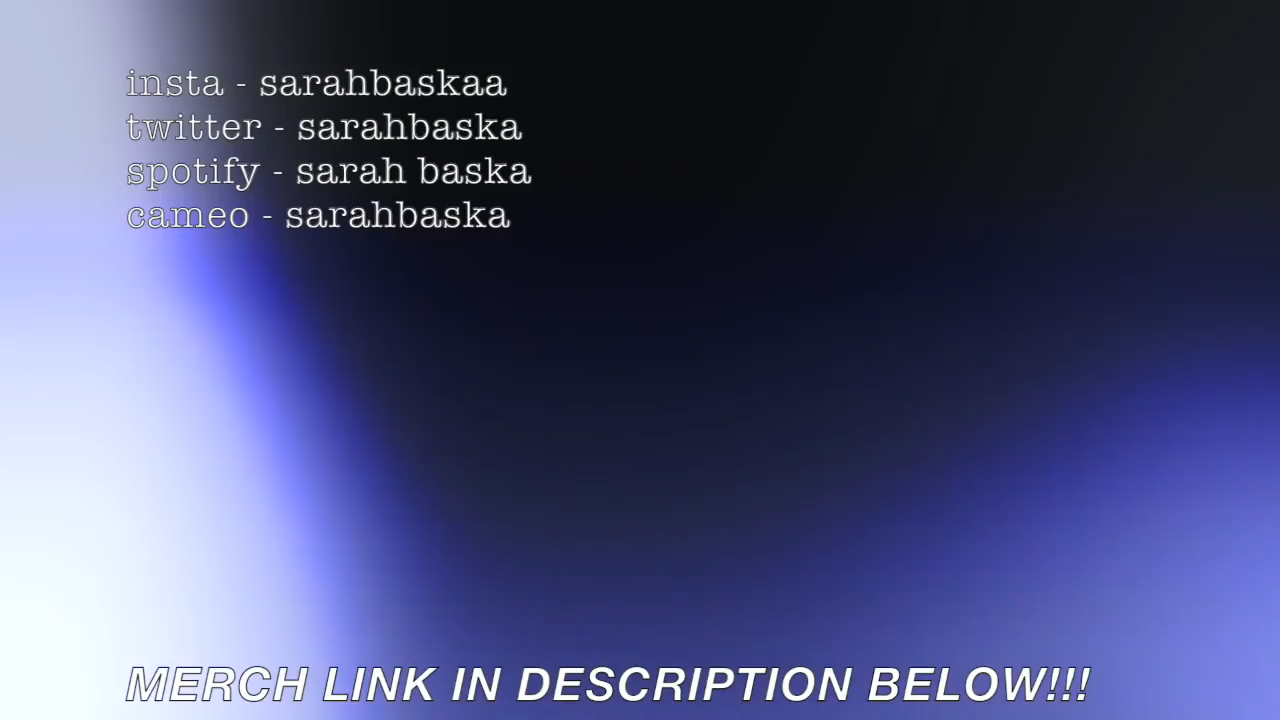 insta - sarahbaskaa
twitter - sarahbaska
spotify - sarah baska
cameo - sarahbaska
MERCH LINK IN DESCRIPTION BELOW!!!